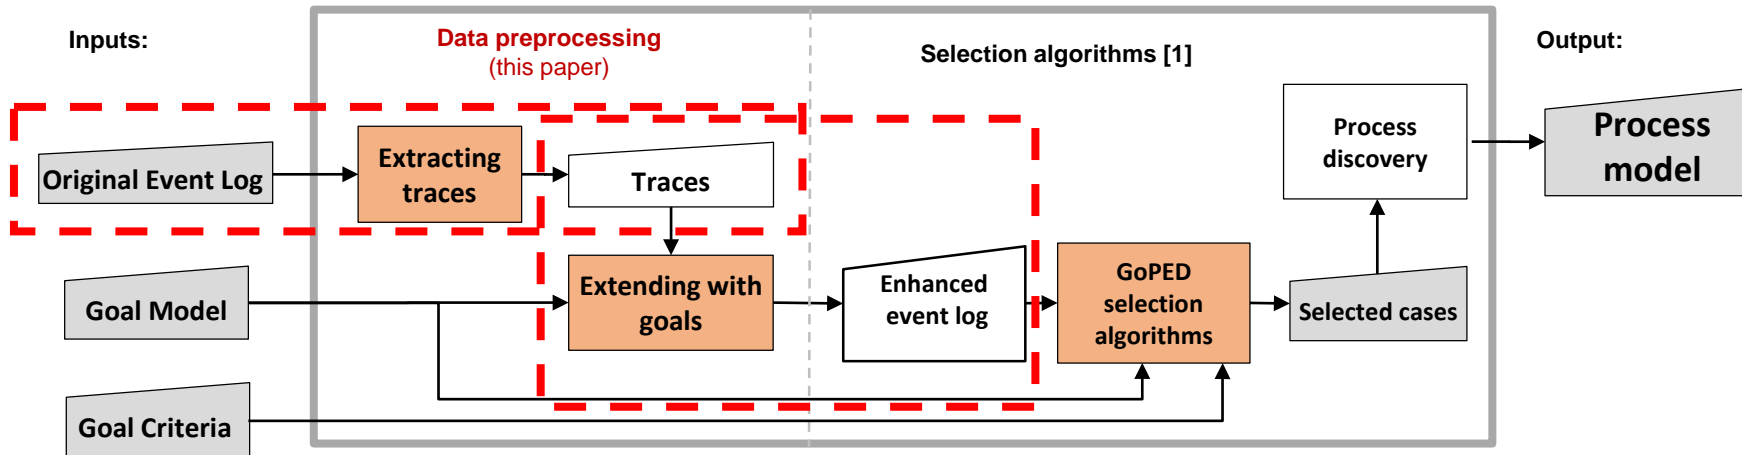 Inputs:
Data preprocessing
(this paper)
Selection algorithms [1]
Output:
Original Event Log
Extracting
traces
Traces
Process
discovery
Process
model
Goal Model
Extending with
goals
Enhanced
event log
GoPED
selection
algorithms
Selected cases
Goal Criteria